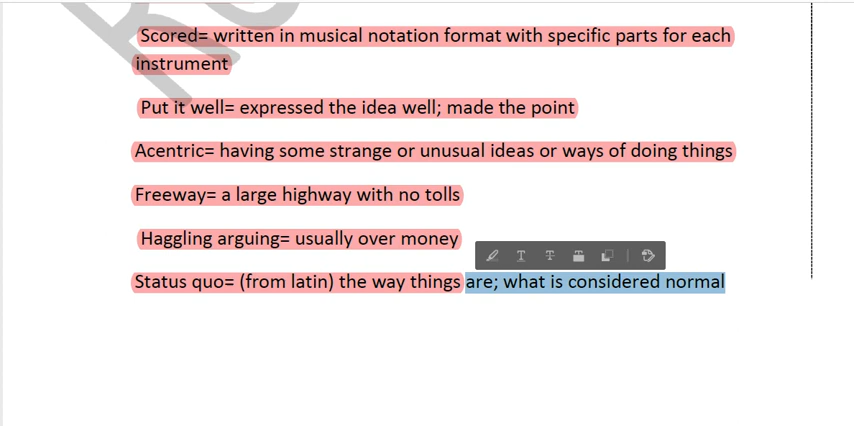 Scored= written in musical notation format with specific parts for each
instrument
Put it well= expressed the idea well; made the point
Acentric= having some strange or unusual ideas or ways of doing things
Freeway= a large highway with no tolls
Haggling arguing= usually over money
Status quo= (from latin) the way things are; what is considered normal